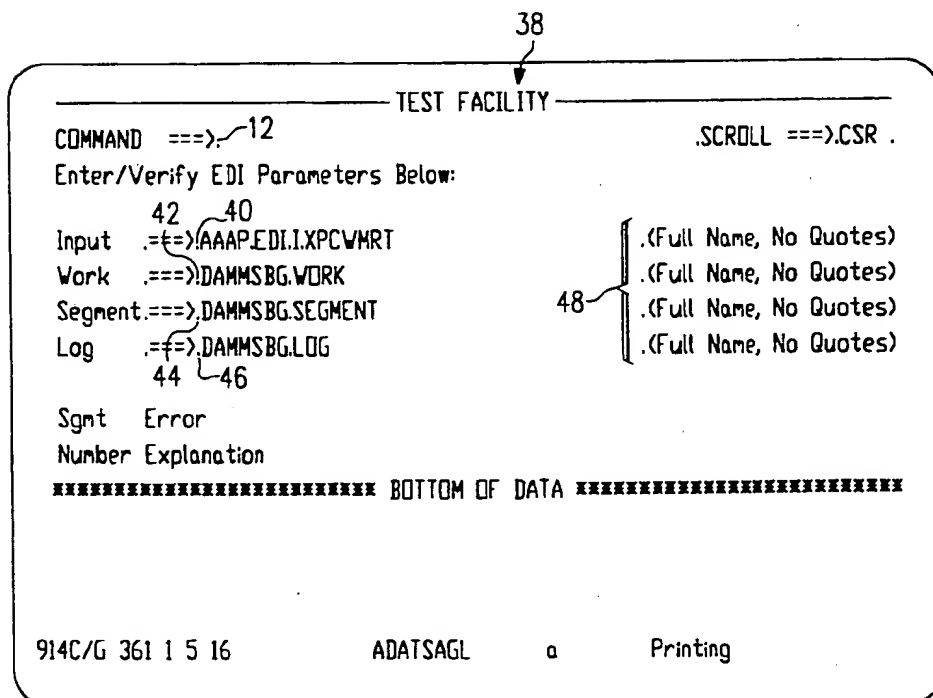 38
TEST FACILITY
COMMAND ===>. 12 .SCROLL ===>.CSR .
Enter/Verify EDI Parameters Below:
42 40
Input .===>.AAAP.EDI.I.XPCWMRT .(Full Name, No Quotes)
Work .===>.DAMMSBG.WORK .(Full Name, No Quotes)
Segment.===>.DAMMSBG.SEGMENT 48 .(Full Name, No Quotes)
Log .===>.DAMMSBG.LOG .(Full Name, No Quotes)
44 46
Sgmt Error
Number Explanation
************************** BOTTOM OF DATA **************************
914C/G 361 1 5 16 ADATSAGL a Printing